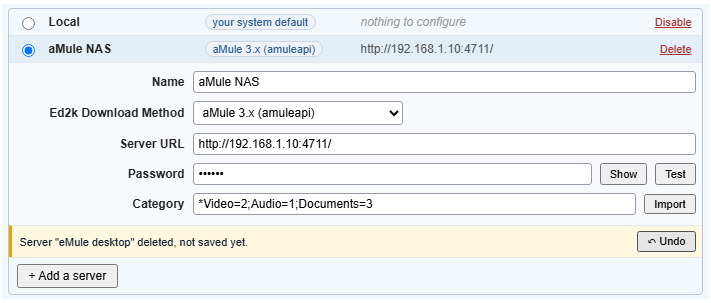 Local your system default nothing to configure Disable
aMule NAS aMule 3.x (amuleapi) http://192.168.1.10:4711/ Delete
Name aMule NAS
Ed2k Download Method aMule 3.x (amuleapi)
Server URL http://192.168.1.10:4711/
Password •••••• Show Test
Category *Video=2;Audio=1;Documents=3 Import
Server "eMule desktop" deleted, not saved yet. ↶ Undo
+ Add a server